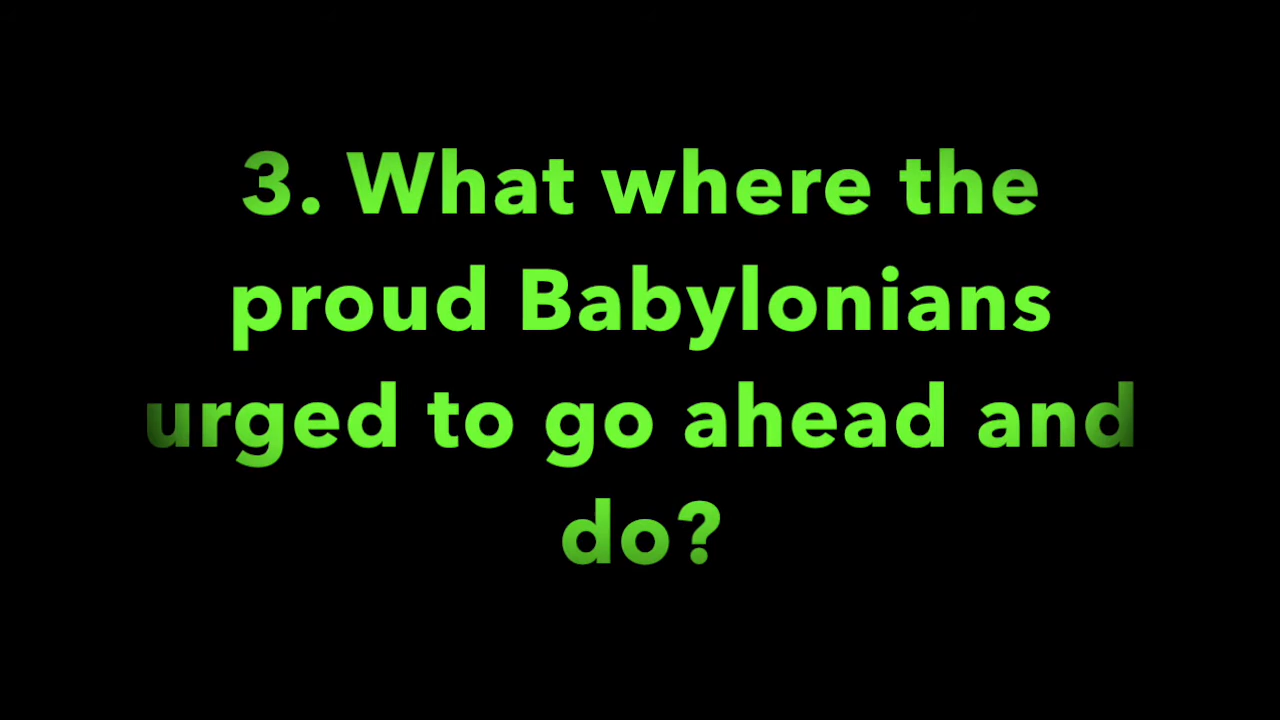 3. What where the
proud Babylonians
urged to go ahead and
do?